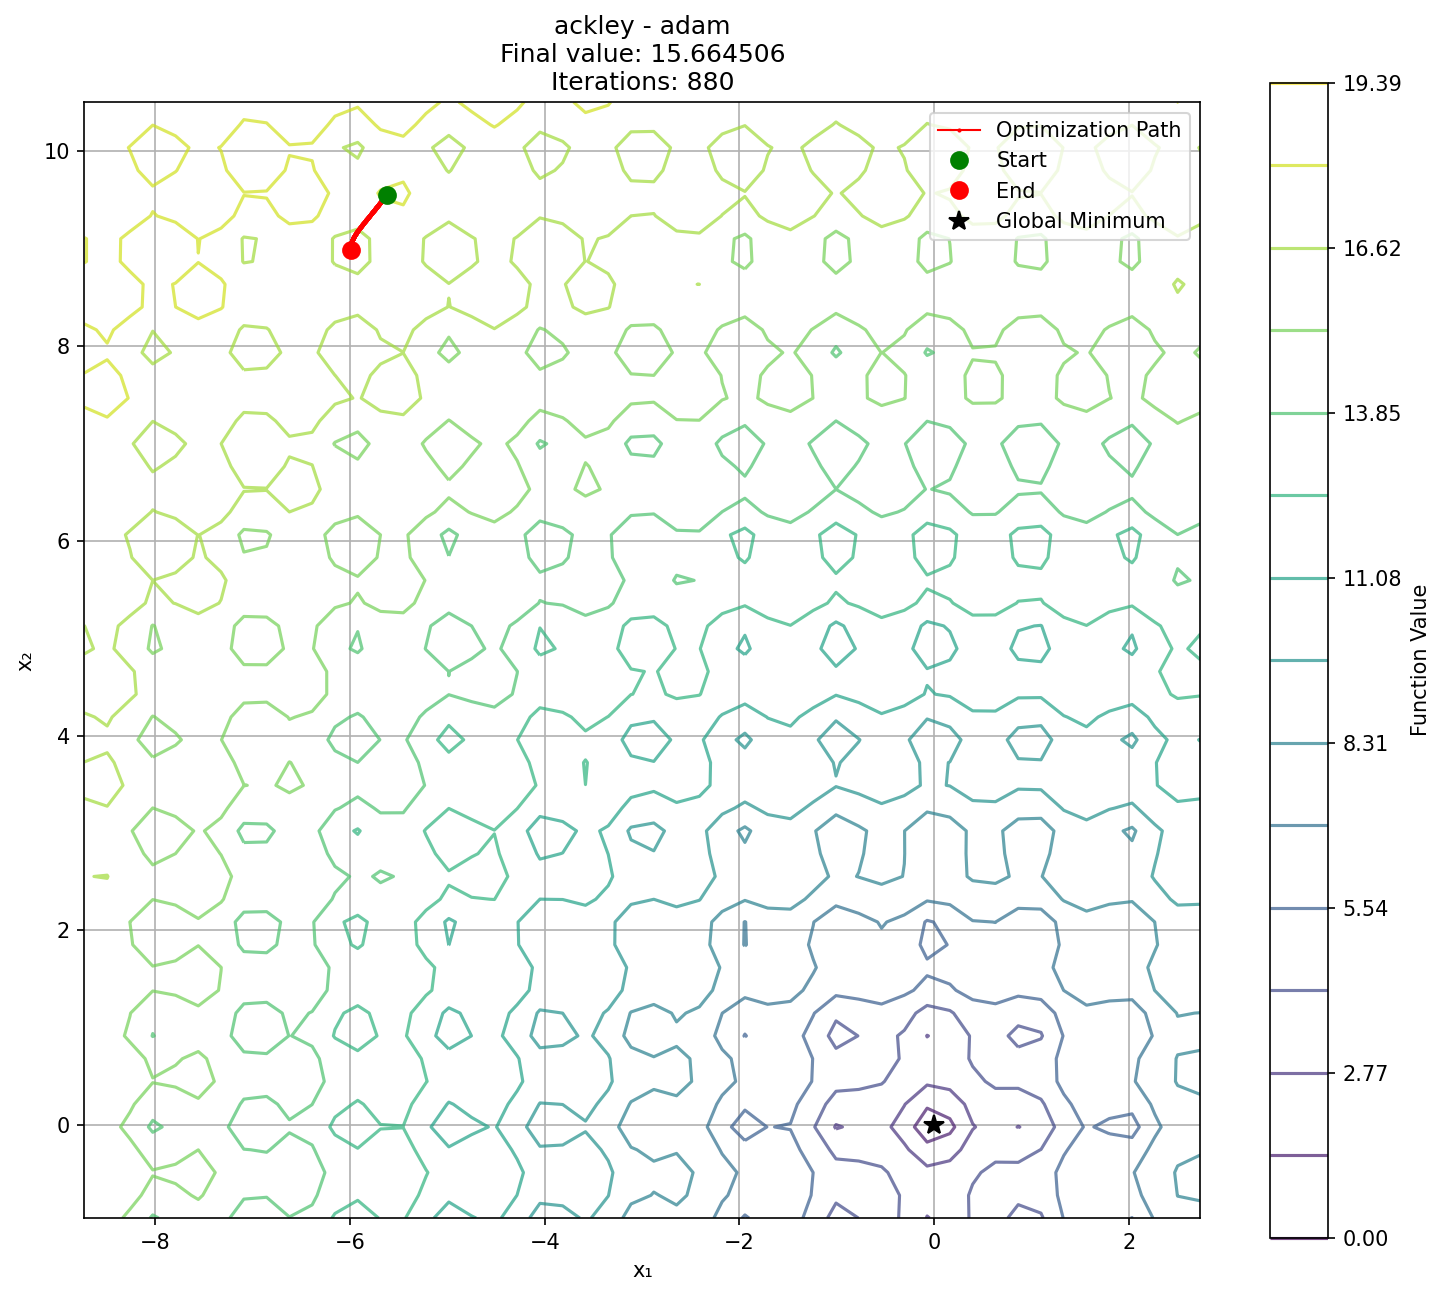 ackley - adam
Final value: 15.664506
Iterations: 880
Optimization Path
Start
End
Global Minimum
10
8
6
4
2
0
x₂
−8
−6
−4
−2
0
2
x₁
19.39
16.62
13.85
11.08
8.31
5.54
2.77
0.00
Function Value